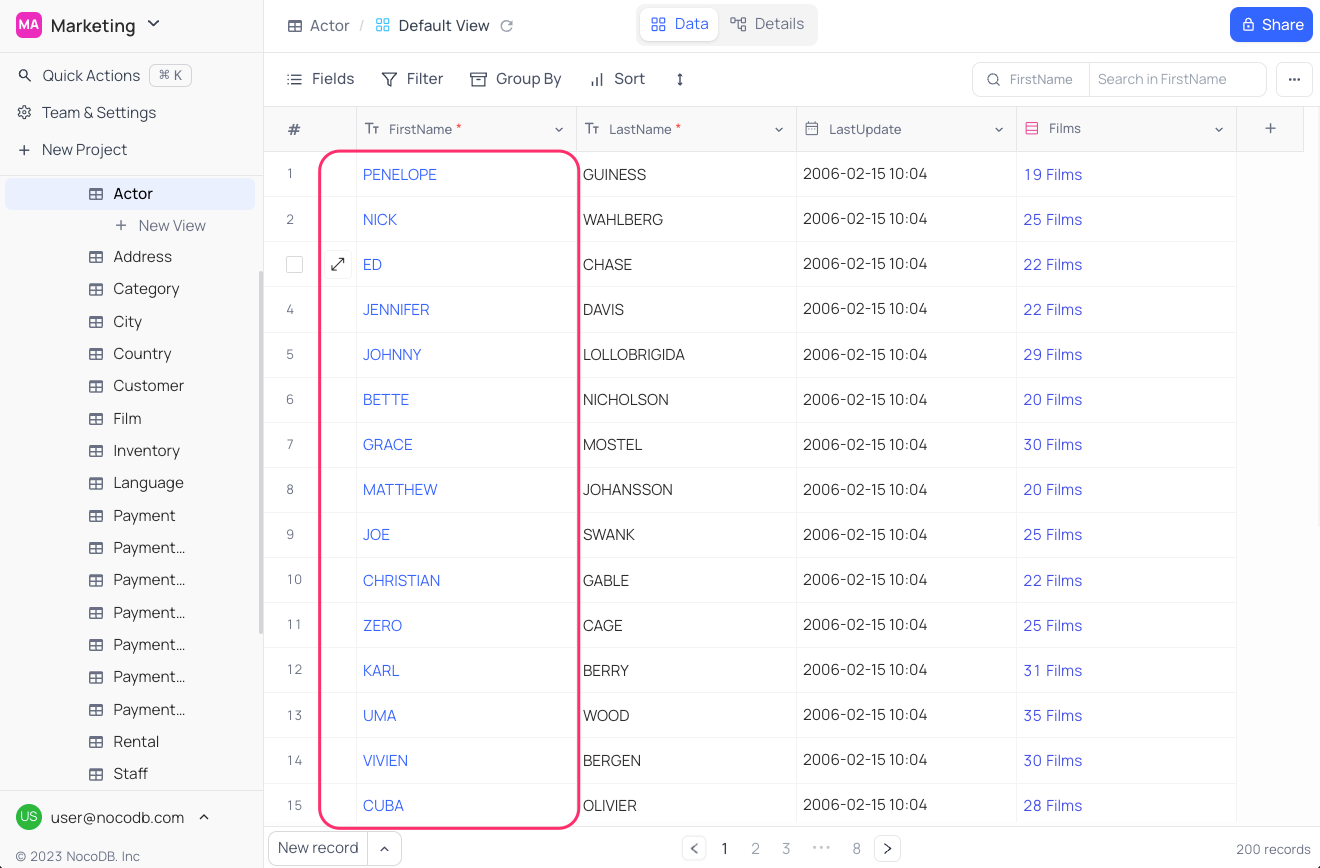 MA Marketing
Quick Actions ⌘ K
Team & Settings
+ New Project
Actor
+ New View
Address
Category
City
Country
Customer
Film
Inventory
Language
Payment
Payment...
Payment...
Payment...
Payment...
Payment...
Payment...
Rental
Staff
US user@nocodb.com
© 2023 NocoDB. Inc
Actor / Default View
Data Details
Share
Fields Filter Group By Sort
FirstName Search in FirstName ...
# FirstName * LastName * LastUpdate Films +
1 PENELOPE GUINESS 2006-02-15 10:04 19 Films
2 NICK WAHLBERG 2006-02-15 10:04 25 Films
ED CHASE 2006-02-15 10:04 22 Films
4 JENNIFER DAVIS 2006-02-15 10:04 22 Films
5 JOHNNY LOLLOBRIGIDA 2006-02-15 10:04 29 Films
6 BETTE NICHOLSON 2006-02-15 10:04 20 Films
7 GRACE MOSTEL 2006-02-15 10:04 30 Films
8 MATTHEW JOHANSSON 2006-02-15 10:04 20 Films
9 JOE SWANK 2006-02-15 10:04 25 Films
10 CHRISTIAN GABLE 2006-02-15 10:04 22 Films
11 ZERO CAGE 2006-02-15 10:04 25 Films
12 KARL BERRY 2006-02-15 10:04 31 Films
13 UMA WOOD 2006-02-15 10:04 35 Films
14 VIVIEN BERGEN 2006-02-15 10:04 30 Films
15 CUBA OLIVIER 2006-02-15 10:04 28 Films
New record
< 1 2 3 ••• 8 >
200 records